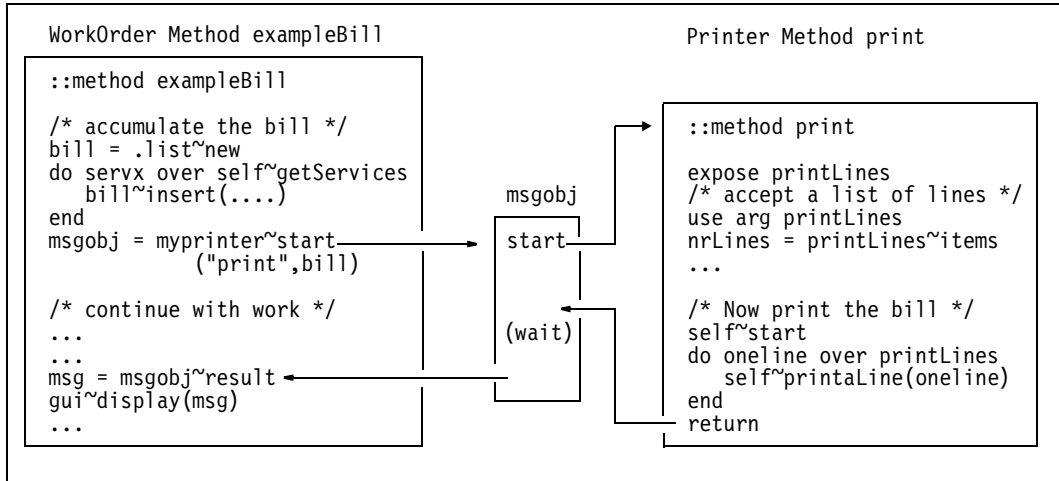 WorkOrder Method exampleBill
::method exampleBill
/* accumulate the bill */
bill = .list~new
do servx over self~getServices
bill~insert(....)
end
msgobj = myprinter~start
("print",bill)
/* continue with work */
...
...
msg = msgobj~result
gui~display(msg)
...
msgobj
start
(wait)
Printer Method print
::method print
expose printLines
/* accept a list of lines */
use arg printLines
nrLines = printLines~items
...
/* Now print the bill */
self~start
do oneline over printLines
self~printaLine(oneline)
end
return